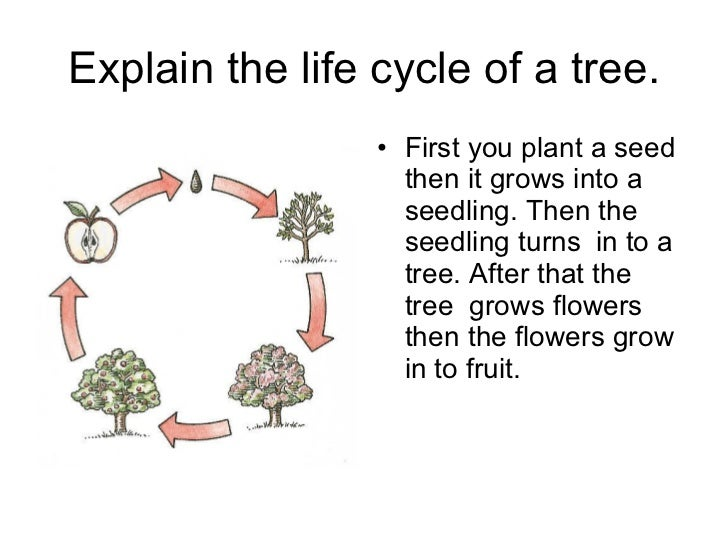 Explain the life cycle of a tree.
• First you plant a seed
then it grows into a
seedling. Then the
seedling turns  in to a
tree. After that the
tree  grows flowers
then the flowers grow
in to fruit.